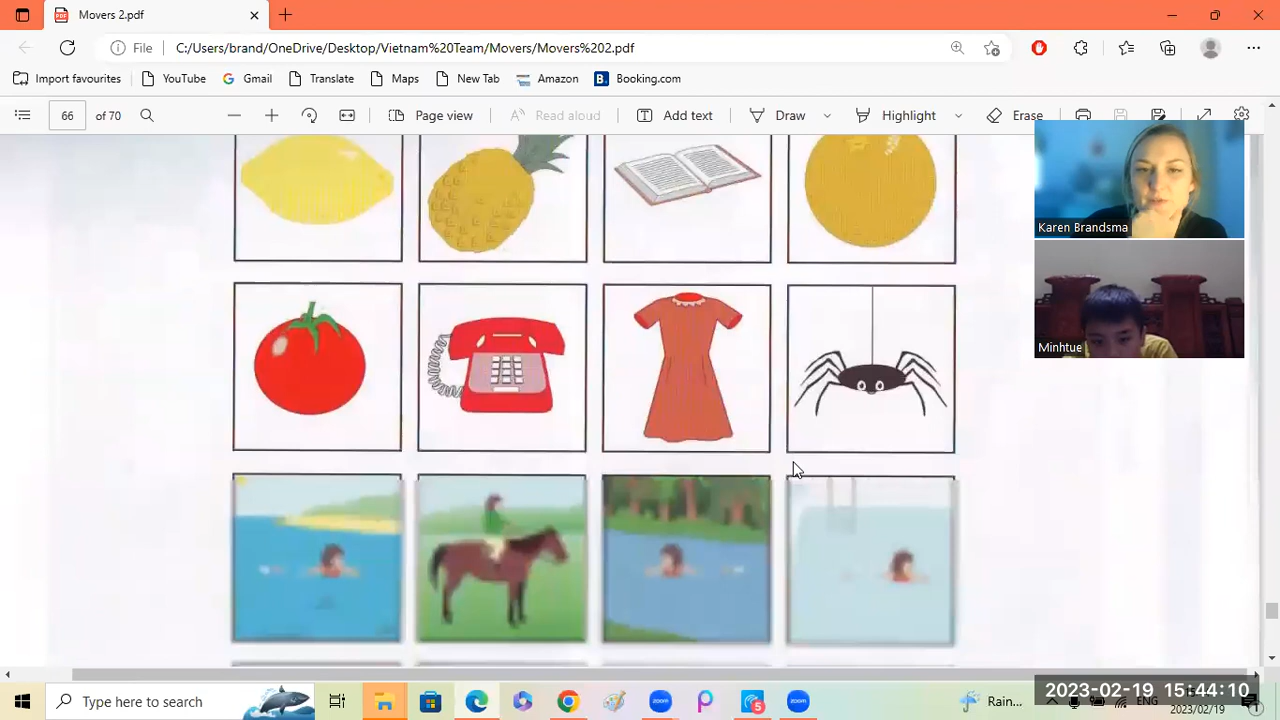 Movers 2.pdf
File C:/Users/brand/OneDrive/Desktop/Vietnam%20Team/Movers/Movers%202.pdf
Import favourites YouTube Gmail Translate Maps New Tab Amazon Booking.com
66 of 70 Page view Read aloud Add text Draw Highlight Erase
Karen Brandsma
Minhtue
Type here to search
Rain...
ENG
2023-02-19 15:44:10
2023/02/19